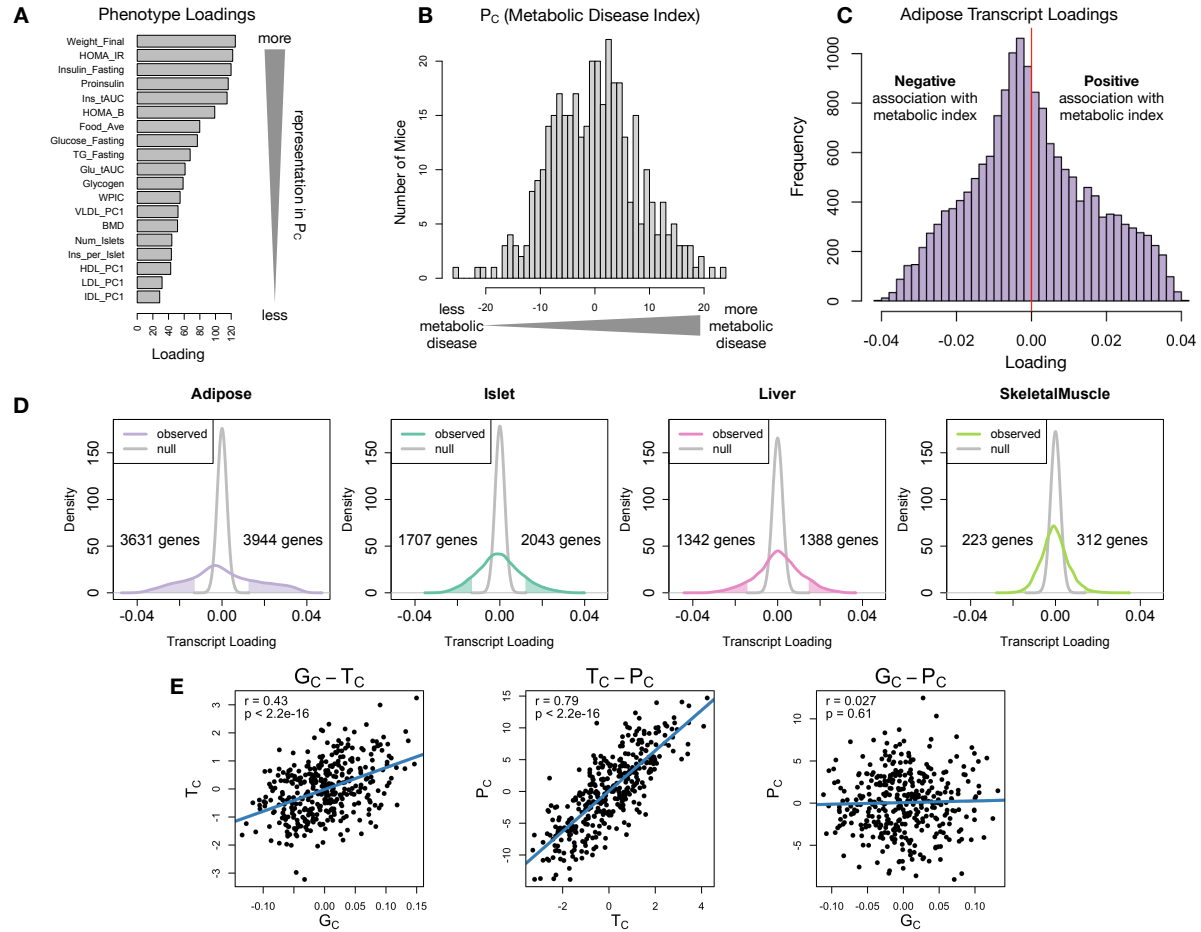 A
Phenotype Loadings
Weight_Final
HOMA_IR
Insulin_Fasting
Proinsulin
Ins_tAUC
HOMA_B
Food_Ave
Glucose_Fasting
TG_Fasting
Glu_tAUC
Glycogen
WPIC
VLDL_PC1
BMD
Num_Islets
Ins_per_Islet
HDL_PC1
LDL_PC1
IDL_PC1
0 20 40 60 80 100 120
Loading
more
representation in PC
less
B
PC (Metabolic Disease Index)
Number of Mice
20
15
10
5
0
-20 -10 0 10 20
less
metabolic
disease
more
metabolic
disease
C
Adipose Transcript Loadings
Negative
association with
metabolic index
Positive
association with
metabolic index
Frequency
1000
800
600
400
200
0
-0.04 -0.02 0.00 0.02 0.04
Loading
D
Adipose
observed
null
Density
150
100
50
0
3631 genes 3944 genes
-0.04 0.00 0.04
Transcript Loading
Islet
observed
null
Density
150
100
50
0
1707 genes 2043 genes
-0.04 0.00 0.04
Transcript Loading
Liver
observed
null
Density
150
100
50
0
1342 genes 1388 genes
-0.04 0.00 0.04
Transcript Loading
SkeletalMuscle
observed
null
Density
150
100
50
0
223 genes 312 genes
-0.04 0.00 0.04
Transcript Loading
E
GC – TC
r = 0.43
p < 2.2e-16
TC
3
2
1
0
-1
-2
-3
-0.10 0.00 0.05 0.10 0.15
GC
TC – PC
r = 0.79
p < 2.2e-16
PC
15
10
5
0
-5
-10
-2 0 2 4
TC
GC – PC
r = 0.027
p = 0.61
PC
10
5
0
-5
-0.10 -0.05 0.00 0.05 0.10
GC